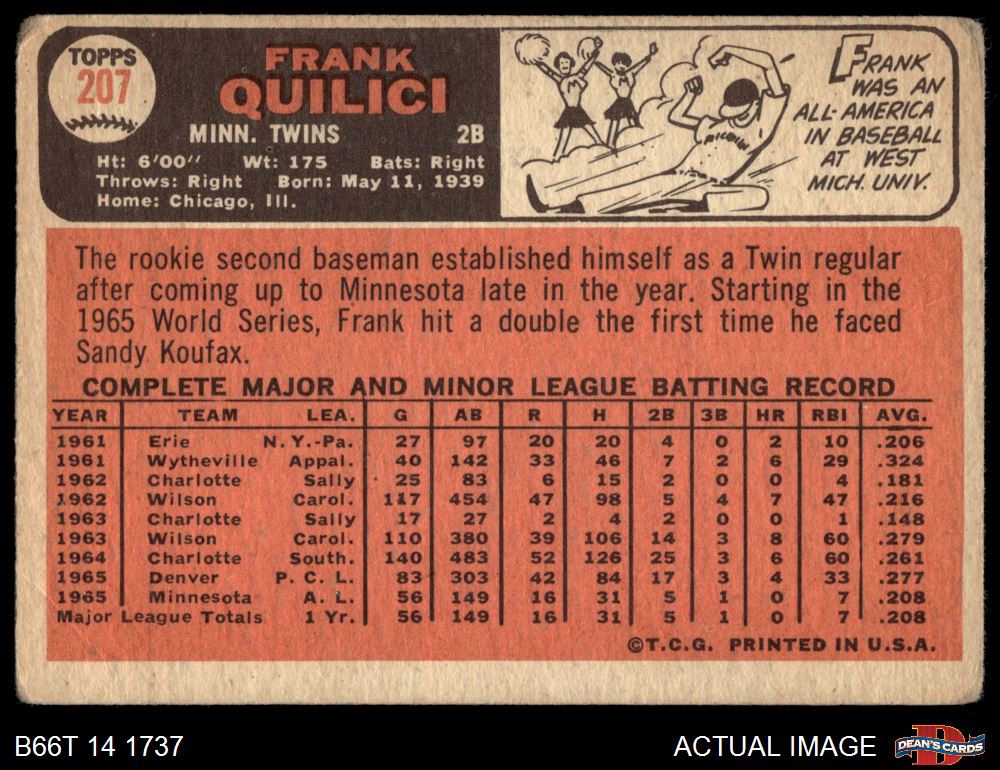 TOPPS
207
FRANK
QUILICI
MINN. TWINS 2B
Ht: 6'00" Wt: 175 Bats: Right
Throws: Right Born: May 11, 1939
Home: Chicago, Ill.
FRANK
WAS AN
ALL-AMERICA
IN BASEBALL
AT WEST
MICH. UNIV.
The rookie second baseman established himself as a Twin regular
after coming up to Minnesota late in the year. Starting in the
1965 World Series, Frank hit a double the first time he faced
Sandy Koufax.
COMPLETE MAJOR AND MINOR LEAGUE BATTING RECORD
YEAR TEAM LEA. G AB R H 2B 3B HR RBI AVG.
1961 Erie N.Y.-Pa. 27 97 20 20 4 0 2 10 .206
1961 Wytheville Appal. 40 142 33 46 7 2 6 29 .324
1962 Charlotte Sally 25 83 6 15 2 0 0 4 .181
1962 Wilson Carol. 117 454 47 98 5 4 7 47 .216
1963 Charlotte Sally 17 27 2 4 2 0 0 1 .148
1963 Wilson Carol. 110 380 39 106 14 3 8 60 .279
1964 Charlotte South. 140 483 52 126 25 3 6 60 .261
1965 Denver P.C.L. 83 303 42 84 17 3 4 33 .277
1965 Minnesota A.L. 56 149 16 31 5 1 0 7 .208
Major League Totals 1 Yr. 56 149 16 31 5 1 0 7 .208
©T.C.G. PRINTED IN U.S.A.
B66T 14 1737
ACTUAL IMAGE
DEAN'S CARDS